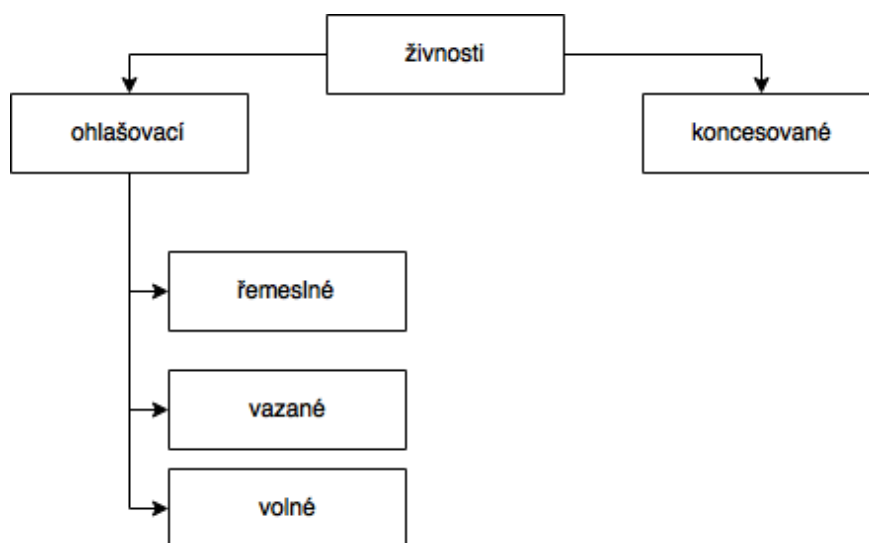 živnosti
ohlašovací
koncesované
řemeslné
vazané
volné